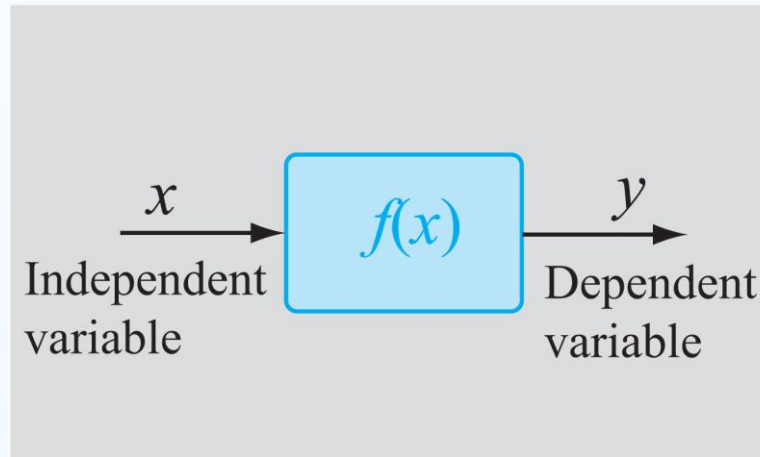 x
Independent
variable
f(x)
y
Dependent
variable